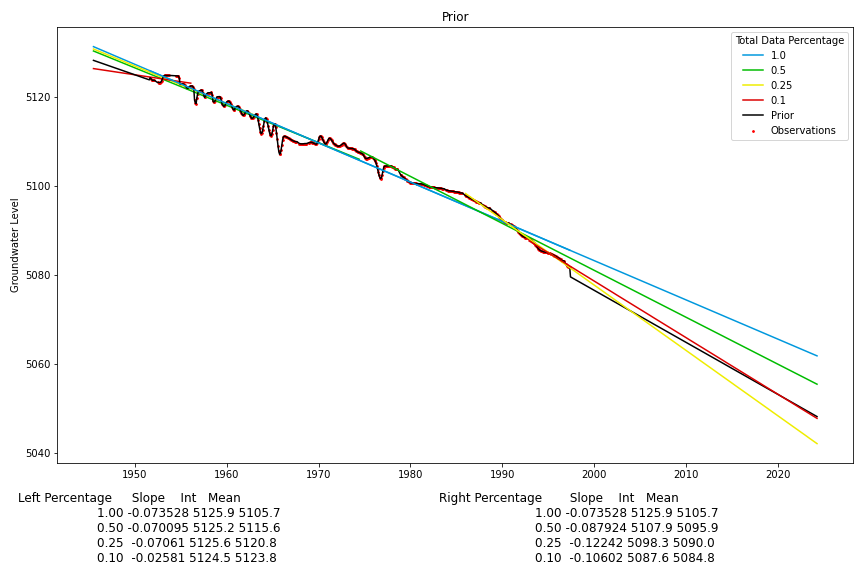 Prior
Total Data Percentage
1.0
0.5
0.25
0.1
Prior
Observations
Groundwater Level
5120
5100
5080
5060
5040
1950
1960
1970
1980
1990
2000
2010
2020
Left Percentage Slope Int Mean
1.00 -0.073528 5125.9 5105.7
0.50 -0.070095 5125.2 5115.6
0.25 -0.07061 5125.6 5120.8
0.10 -0.02581 5124.5 5123.8
Right Percentage Slope Int Mean
1.00 -0.073528 5125.9 5105.7
0.50 -0.087924 5107.9 5095.9
0.25 -0.12242 5098.3 5090.0
0.10 -0.10602 5087.6 5084.8